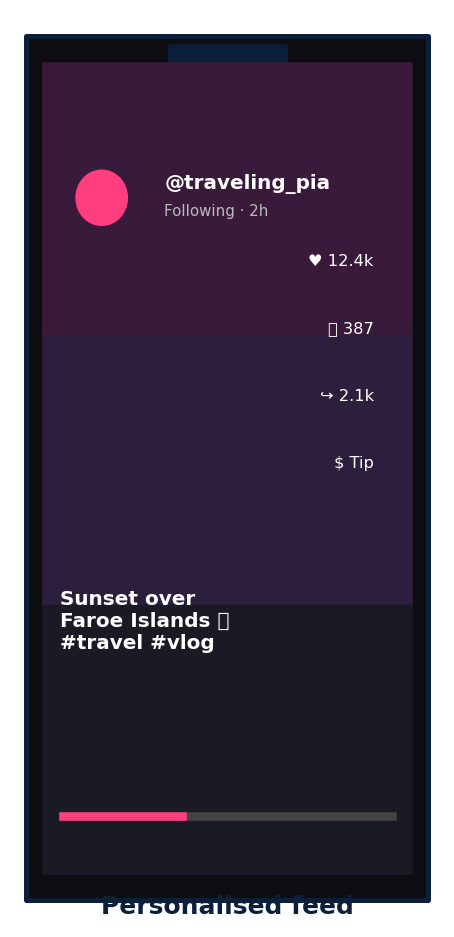 @traveling_pia
Following · 2h
♥ 12.4k
387
↪ 2.1k
$ Tip
Sunset over
Faroe Islands
#travel #vlog
Personalised feed